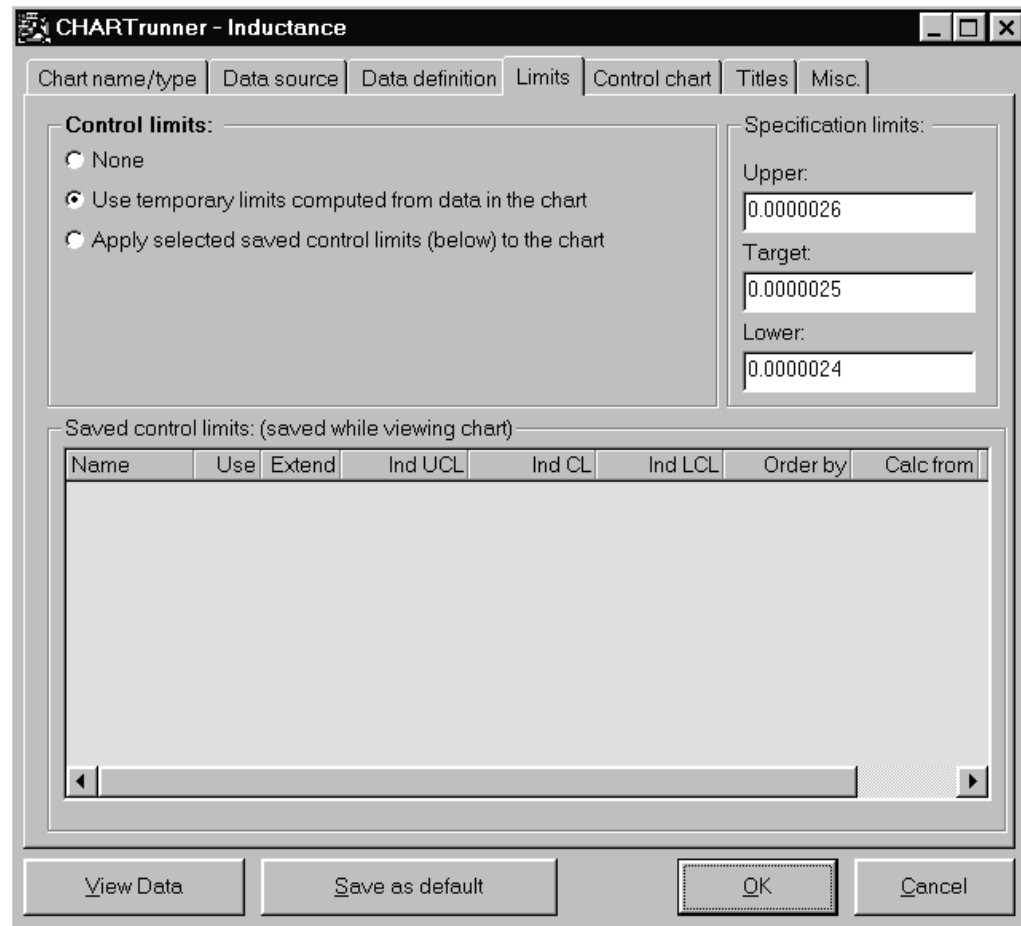 CHARTrunner - Inductance
Chart name/type Data source Data definition Limits Control chart Titles Misc.
Control limits:
None
Use temporary limits computed from data in the chart
Apply selected saved control limits (below) to the chart
Specification limits:
Upper:
0.0000026
Target:
0.0000025
Lower:
0.0000024
Saved control limits: (saved while viewing chart)
Name Use Extend Ind UCL Ind CL Ind LCL Order by Calc from
View Data Save as default OK Cancel